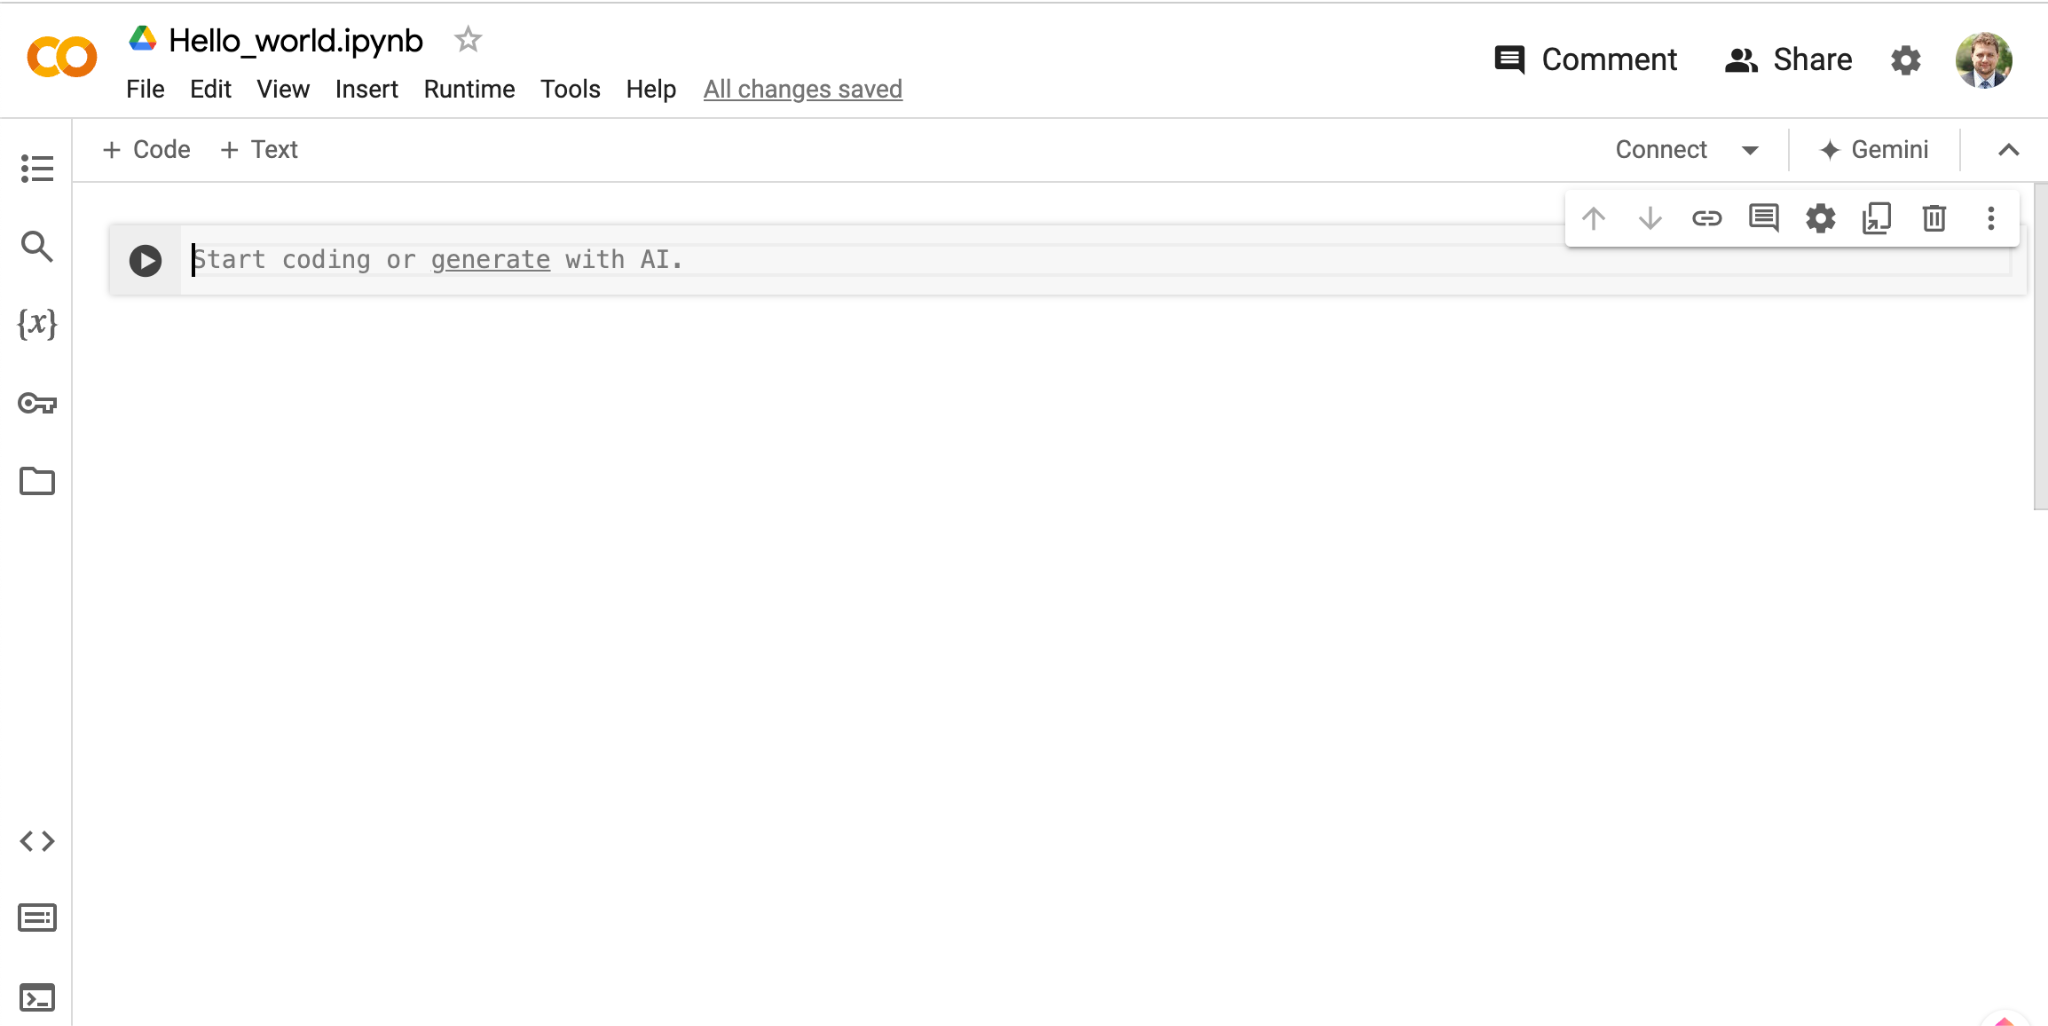 Hello_world.ipynb
Comment Share
File Edit View Insert Runtime Tools Help All changes saved
+ Code + Text
Connect Gemini
Start coding or generate with AI.
{x}